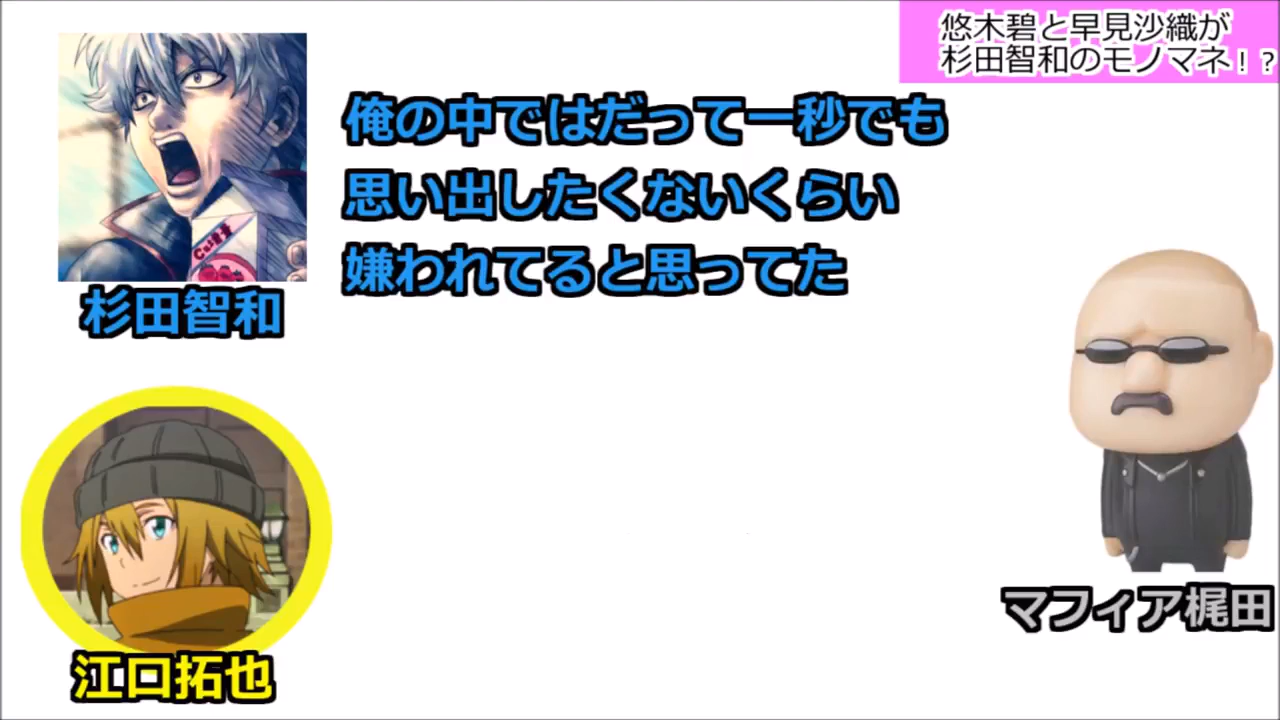 悠木碧と早見沙織が
杉田智和のモノマネ！？
俺の中ではだって一秒でも
思い出したくないくらい
嫌われてると思ってた
杉田智和
江口拓也
マフィア梶田